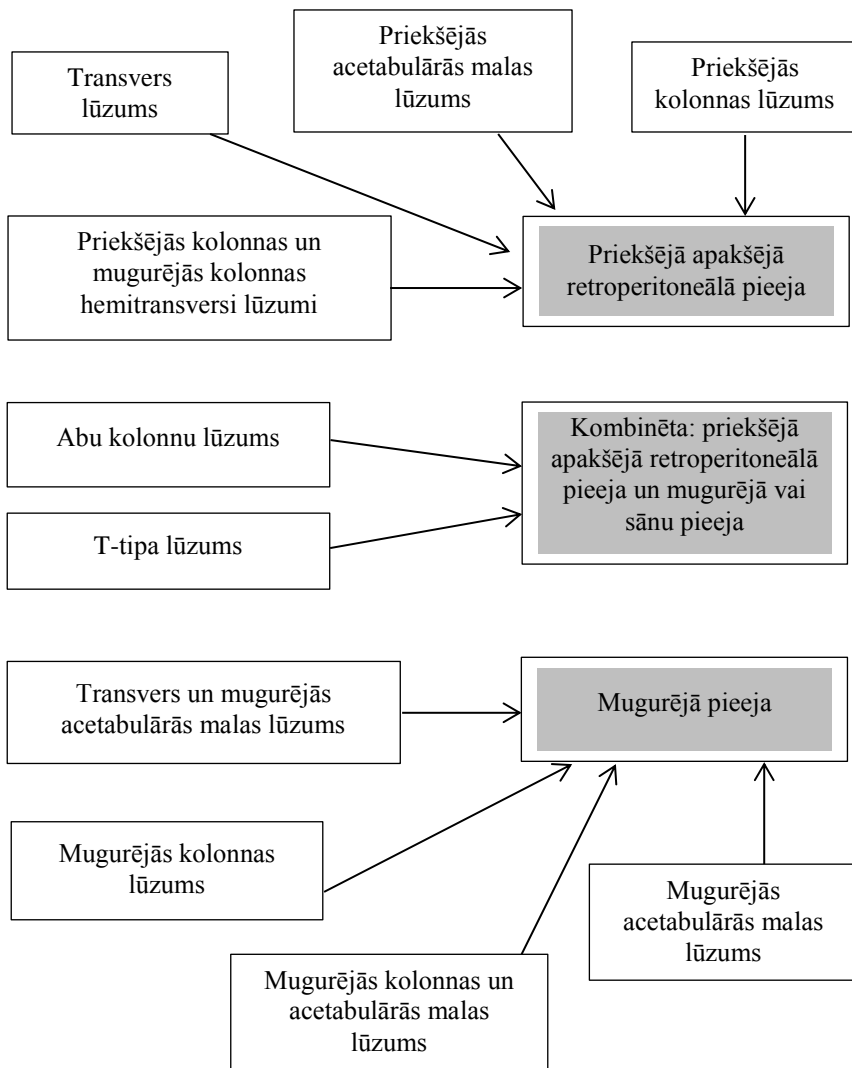 Transvers
lūzums
Priekšējās
acetabulārās malas
lūzums
Priekšējās
kolonnas lūzums
Priekšējās kolonnas un
mugurējās kolonnas
hemitransversi lūzumi
Priekšējā apakšējā
retroperitoneālā pieeja
Abu kolonnu lūzums
T-tipa lūzums
Kombinēta: priekšējā
apakšējā retroperitoneālā
pieeja un mugurējā vai
sānu pieeja
Transvers un mugurējās
acetabulārās malas lūzums
Mugurējā pieeja
Mugurējās kolonnas
lūzums
Mugurējās kolonnas un
acetabulārās malas
lūzums
Mugurējās
acetabulārās malas
lūzums